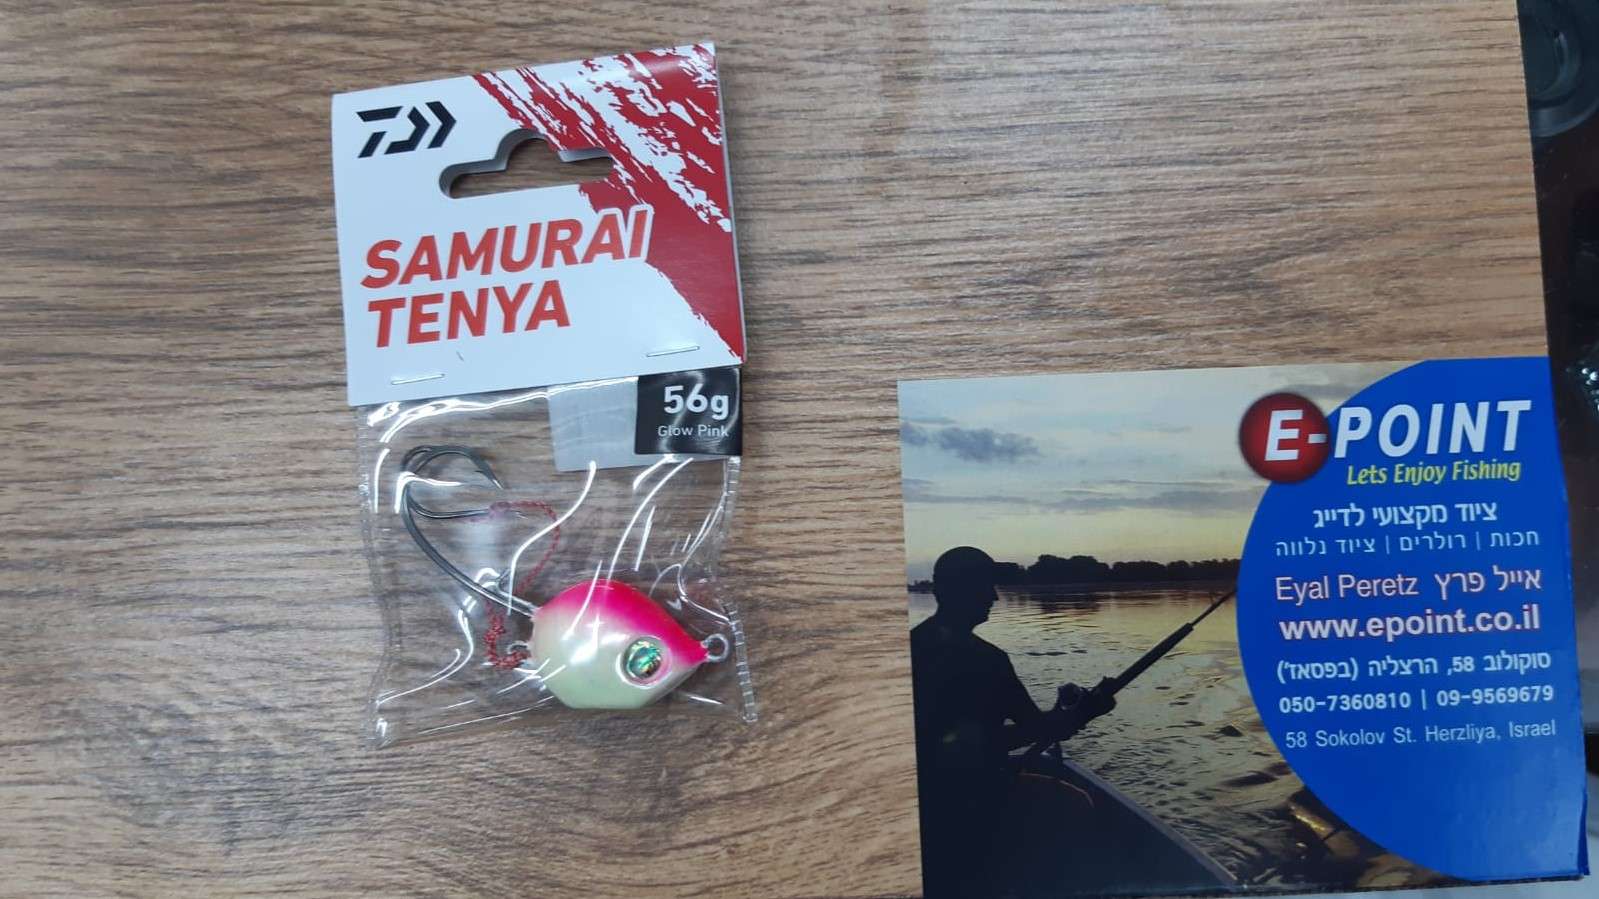 SAMURAI
TENYA
56g
Glow Pink
E-POINT
Lets Enjoy Fishing
ציוד מקצועי לדייג
חכות | רולרים | ציוד נלווה
Eyal Peretz אייל פרץ
www.epoint.co.il
סוקולוב 58, הרצליה (בפסאז')
050-7360810 | 09-9569679
58 Sokolov St. Herzliya, Israel